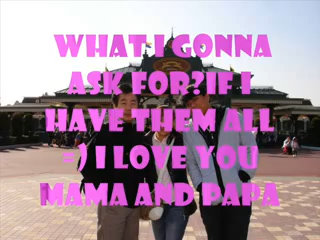 WHAT I GONNA
ASK FOR?IF I
HAVE THEM ALL
=) I LOVE YOU
MAMA AND PAPA